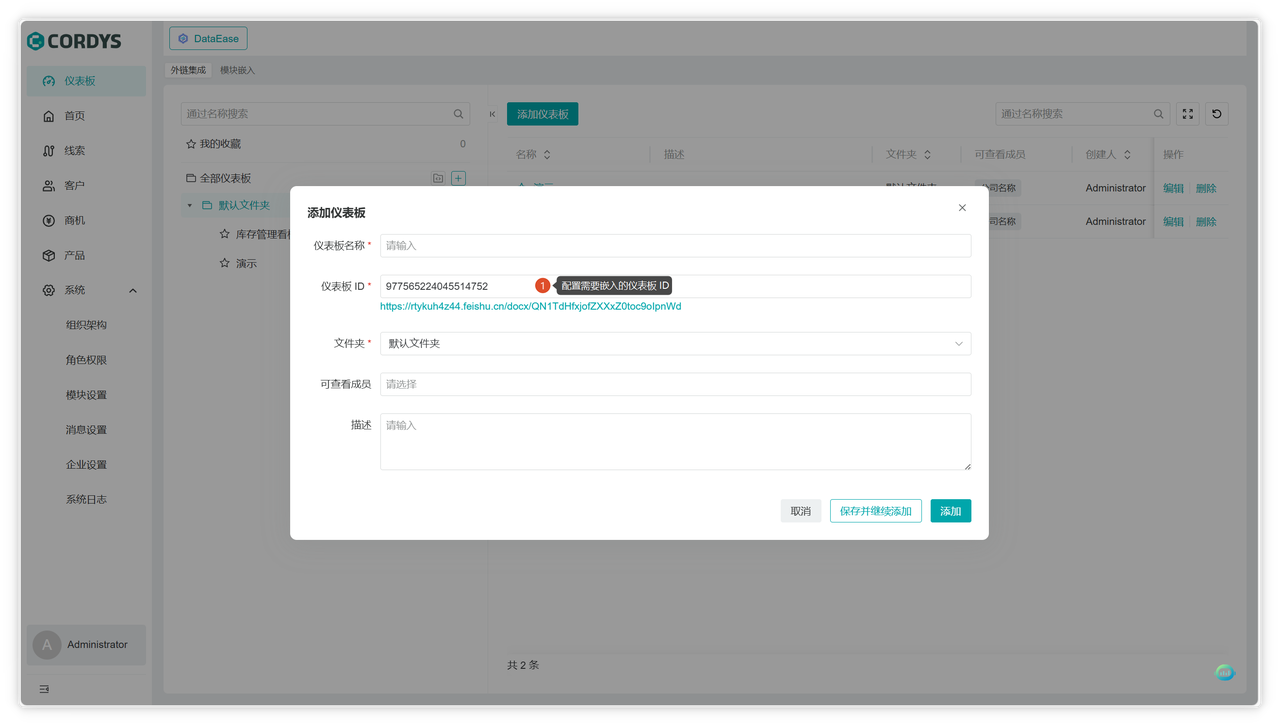 CORDYS
DataEase
仪表板
外链集成 模块嵌入
首页
线索
客户
商机
产品
系统
组织架构
角色权限
模块设置
消息设置
企业设置
系统日志
A Administrator
通过名称搜索
我的收藏 0
全部仪表板
默认文件夹
库存管理看
演示
添加仪表板
通过名称搜索
名称 描述 文件夹 可查看成员 创建人 操作
司名称 Administrator 编辑 删除
司名称 Administrator 编辑 删除
共 2 条
添加仪表板
仪表板名称 * 请输入
仪表板 ID * 977565224045514752
1 配置需要嵌入的仪表板 ID
https://rtykuh4z44.feishu.cn/docx/QN1TdHfxjofZXXxZ0toc9oIpnWd
文件夹 * 默认文件夹
可查看成员 请选择
描述 请输入
取消 保存并继续添加 添加